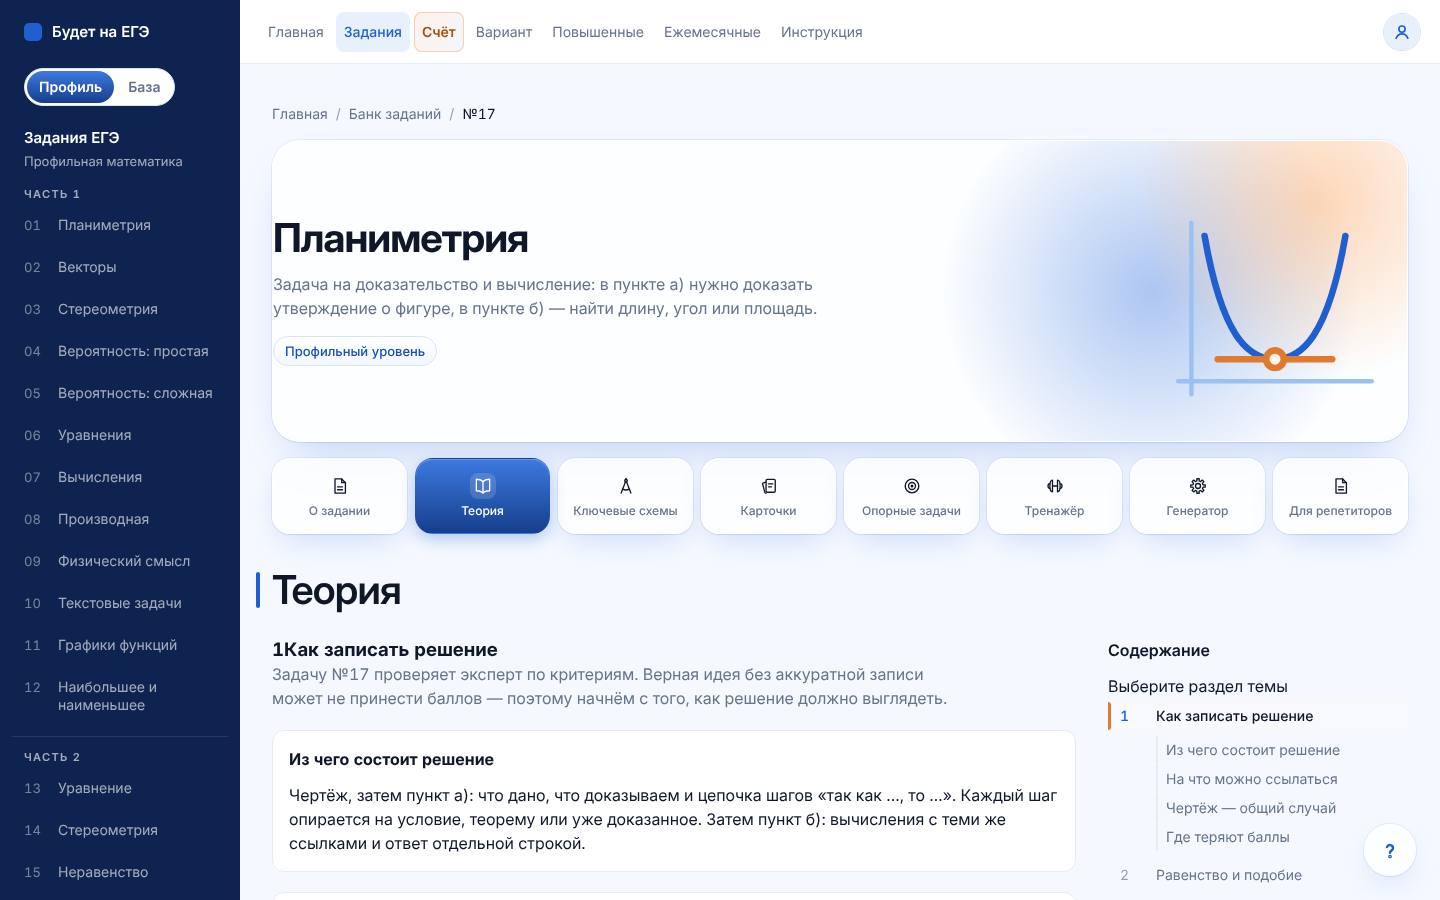 Будет на ЕГЭ
Профиль База
Задания ЕГЭ
Профильная математика
ЧАСТЬ 1
01 Планиметрия
02 Векторы
03 Стереометрия
04 Вероятность: простая
05 Вероятность: сложная
06 Уравнения
07 Вычисления
08 Производная
09 Физический смысл
10 Текстовые задачи
11 Графики функций
12 Наибольшее и
наименьшее
ЧАСТЬ 2
13 Уравнение
14 Стереометрия
15 Неравенство
Главная Задания Счёт Вариант Повышенные Ежемесячные Инструкция
Главная / Банк заданий / №17
Планиметрия
Задача на доказательство и вычисление: в пункте а) нужно доказать
утверждение о фигуре, в пункте б) — найти длину, угол или площадь.
Профильный уровень
О задании Теория Ключевые схемы Карточки Опорные задачи Тренажёр Генератор Для репетиторов
Теория
1Как записать решение
Задачу №17 проверяет эксперт по критериям. Верная идея без аккуратной записи
может не принести баллов — поэтому начнём с того, как решение должно выглядеть.
Из чего состоит решение
Чертёж, затем пункт а): что дано, что доказываем и цепочка шагов «так как …, то …». Каждый шаг
опирается на условие, теорему или уже доказанное. Затем пункт б): вычисления с теми же
ссылками и ответ отдельной строкой.
Содержание
Выберите раздел темы
1 Как записать решение
Из чего состоит решение
На что можно ссылаться
Чертёж — общий случай
Где теряют баллы
2 Равенство и подобие
?